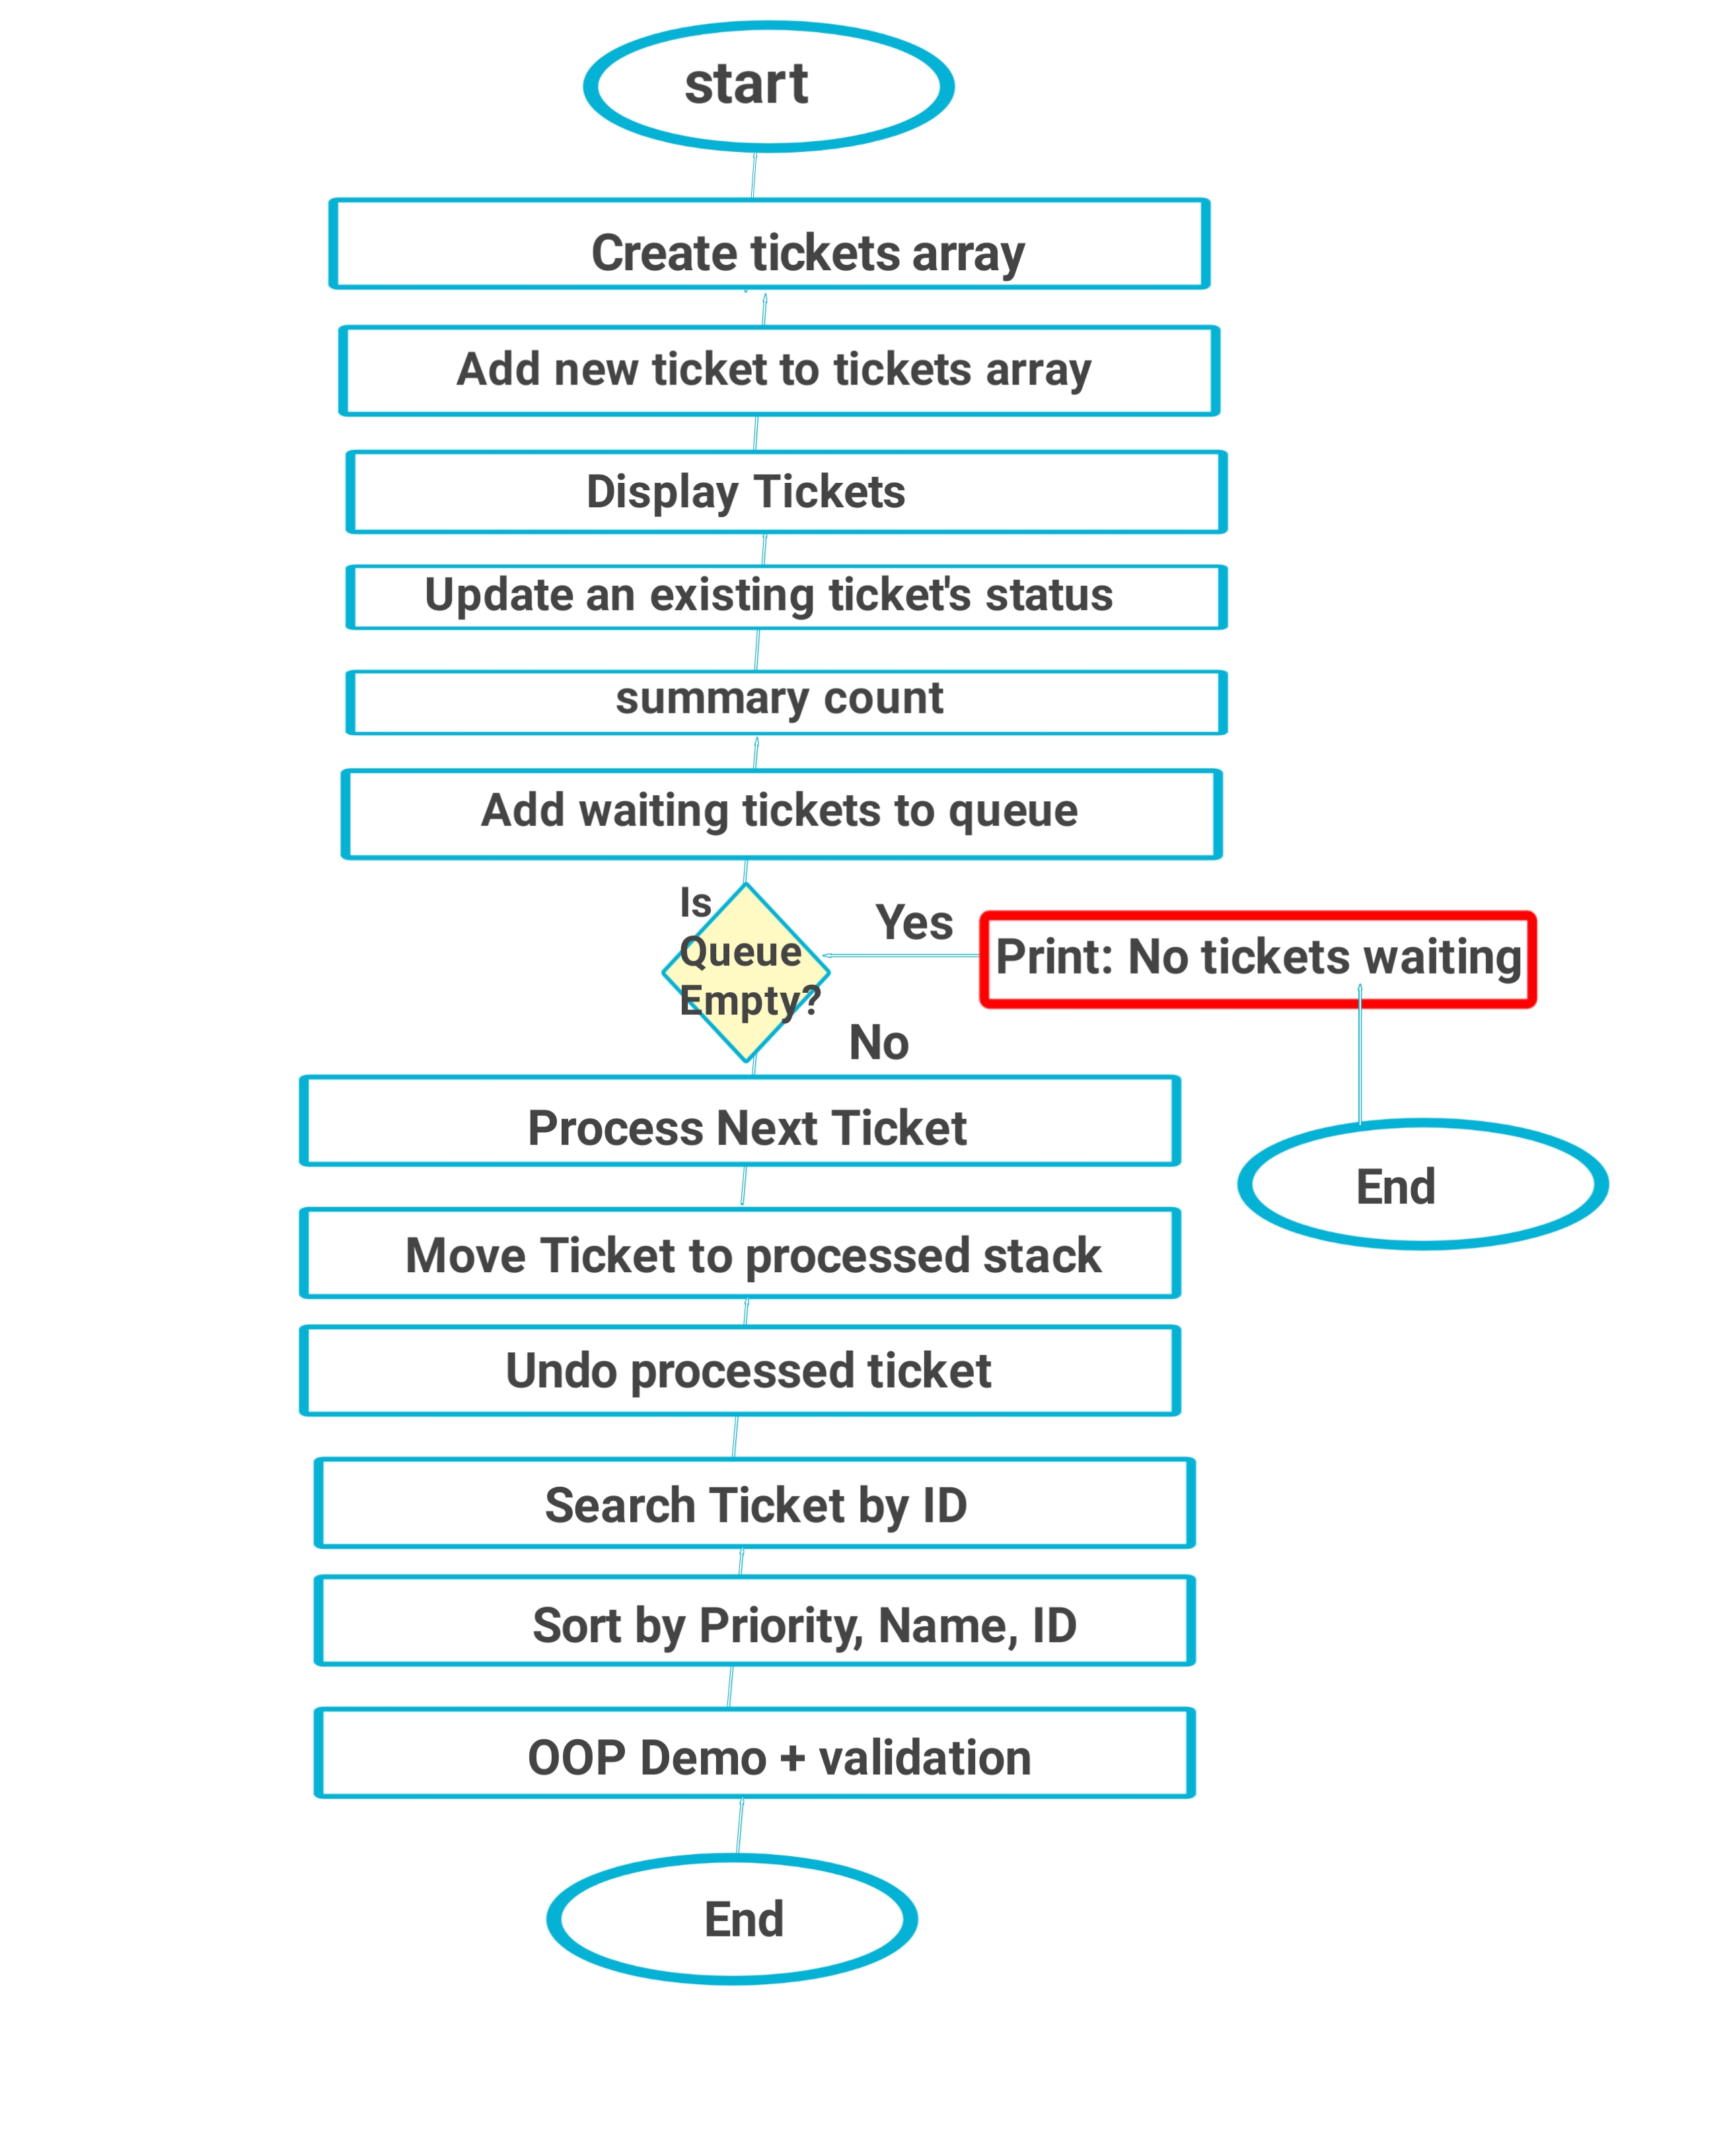 start
Create tickets array
Add new ticket to tickets array
Display Tickets
Update an existing ticket's status
summary count
Add waiting tickets to queue
Is
Queue
Empty?
Yes
Print: No tickets waiting
No
Process Next Ticket
End
Move Ticket to processed stack
Undo processed ticket
Search Ticket by ID
Sort by Priority, Name, ID
OOP Demo + validation
End